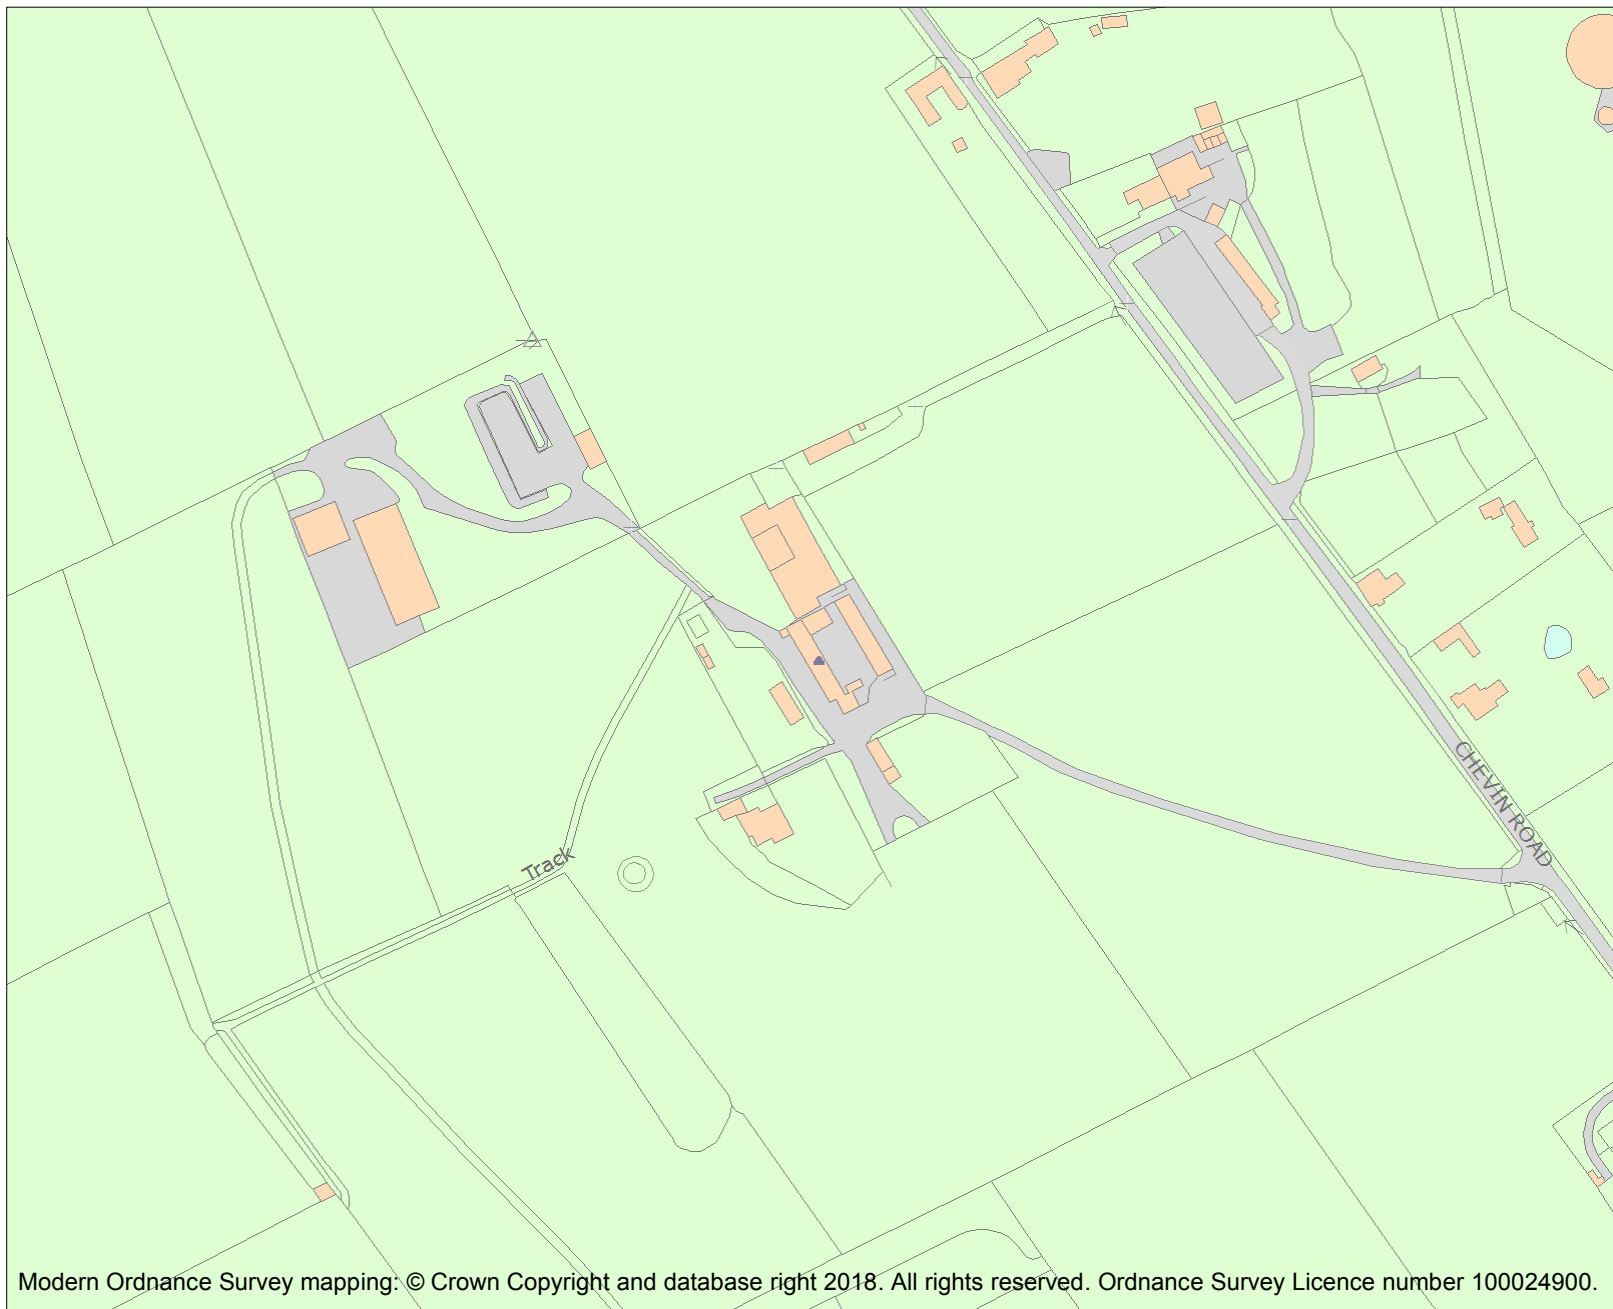 CHEVIN ROAD
Track
Modern Ordnance Survey mapping: © Crown Copyright and database right 2018. All rights reserved. Ordnance Survey Licence number 100024900.